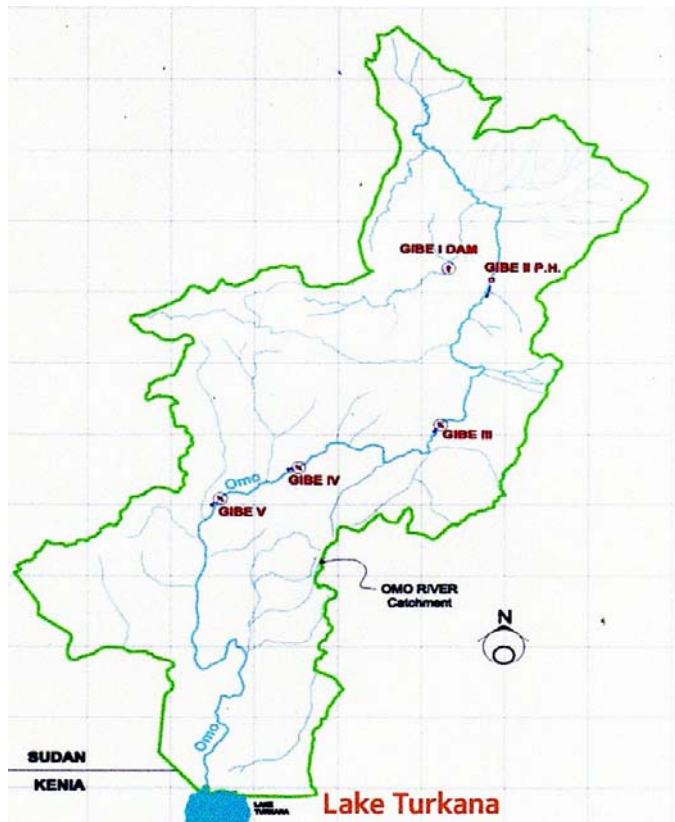 GIBE I DAM
GIBE II P.H.
GIBE III
Omo
GIBE IV
GIBE V
OMO RIVER
Catchment
N
Omo
SUDAN
KENIA
LAKE
TURKANA
Lake Turkana